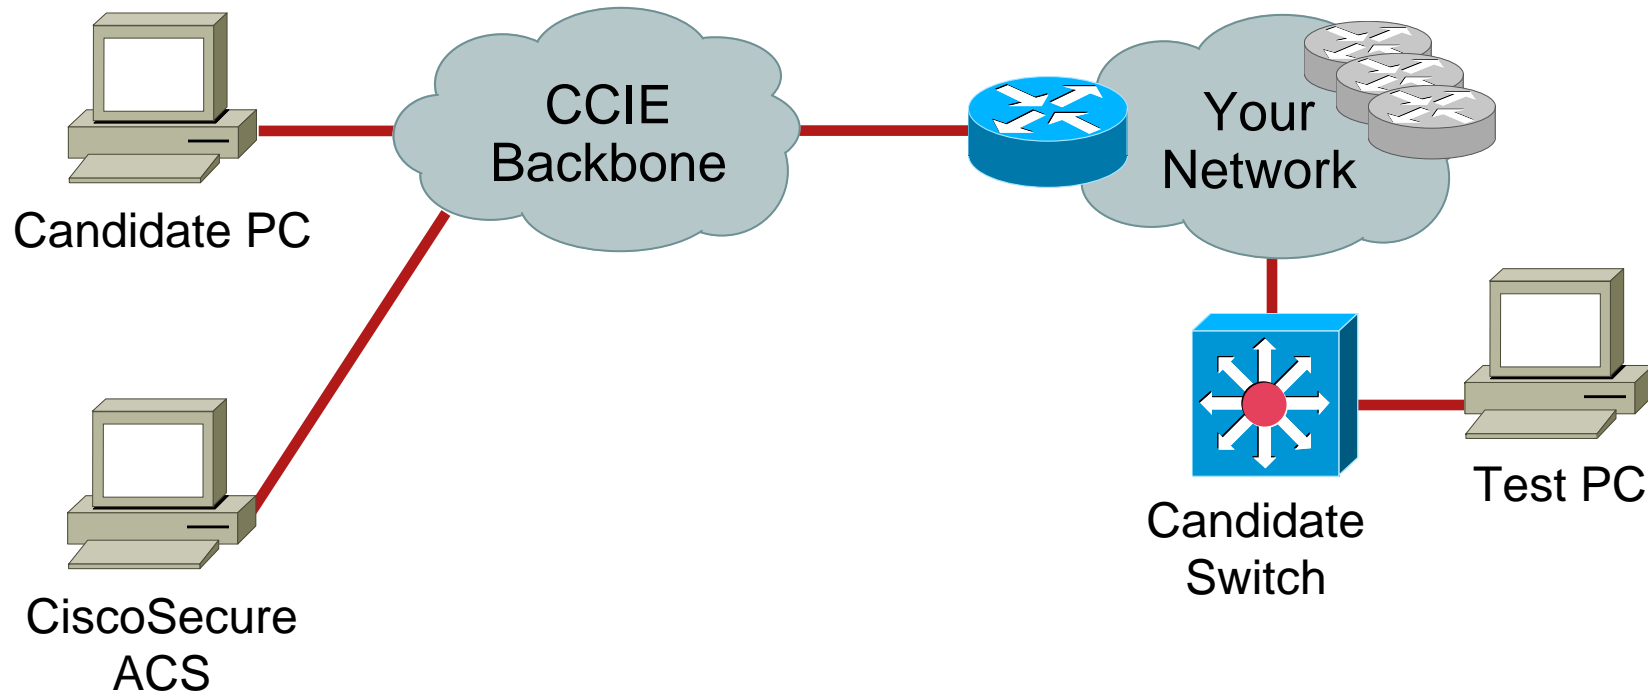 CCIE
Backbone
Your
Network
Candidate PC
Test PC
Candidate
Switch
CiscoSecure
ACS